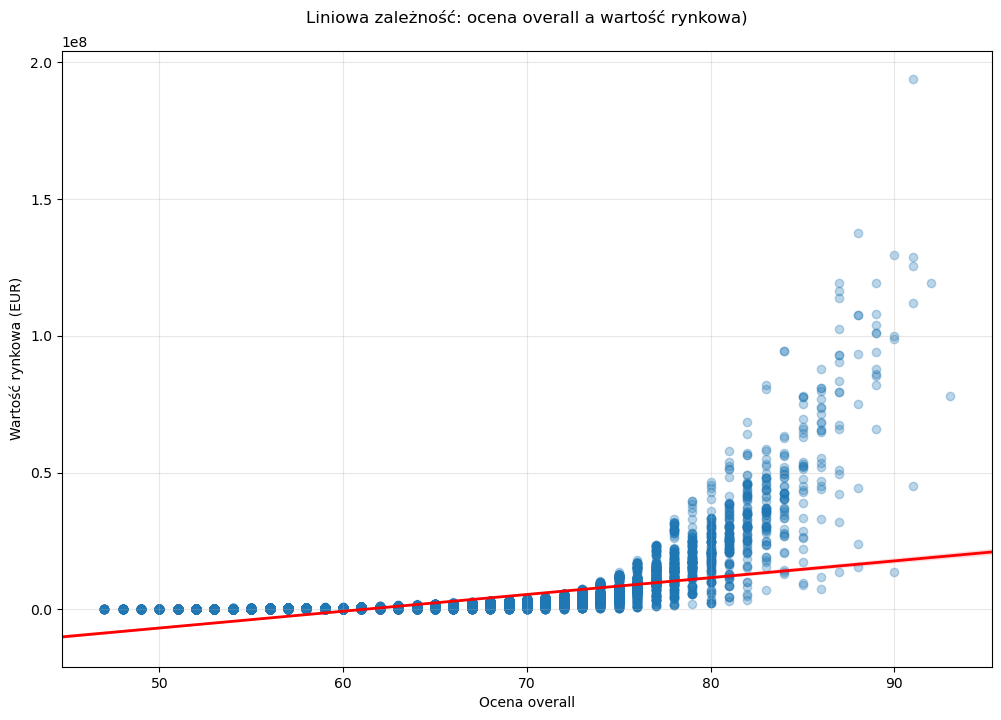 Liniowa zależność: ocena overall a wartość rynkowa)
1e8
2.0
1.5
1.0
0.5
0.0
Wartość rynkowa (EUR)
50 60 70 80 90
Ocena overall